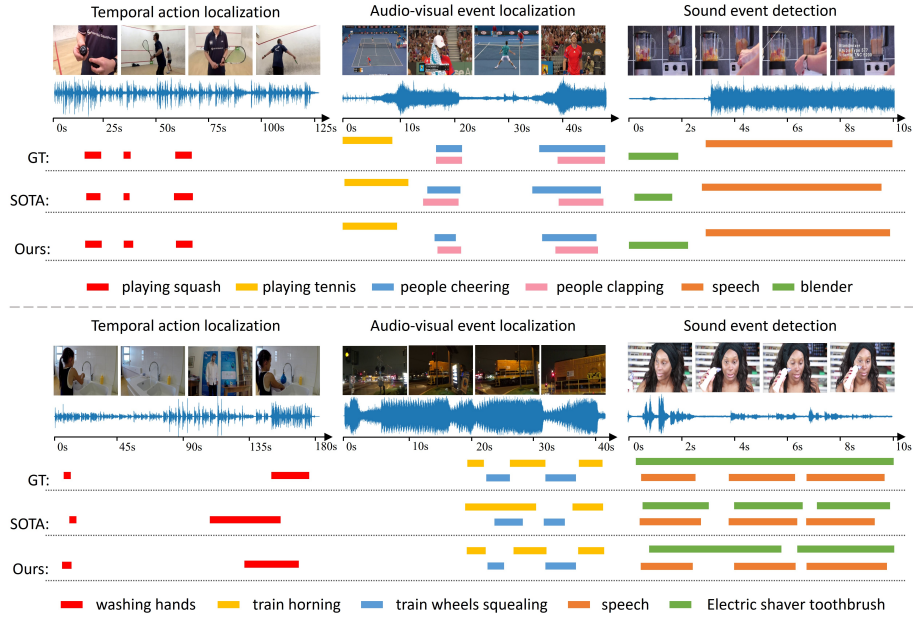 Temporal action localization
Audio-visual event localization
Sound event detection
0s 25s 50s 75s 100s 125s
0s 10s 20s 30s 40s
0s 2s 4s 6s 8s 10s
GT:
SOTA:
Ours:
playing squash playing tennis people cheering people clapping speech blender
Temporal action localization
Audio-visual event localization
Sound event detection
0s 45s 90s 135s 180s
0s 10s 20s 30s 40s
0s 2s 4s 6s 8s 10s
GT:
SOTA:
Ours:
washing hands train horning train wheels squealing speech Electric shaver toothbrush